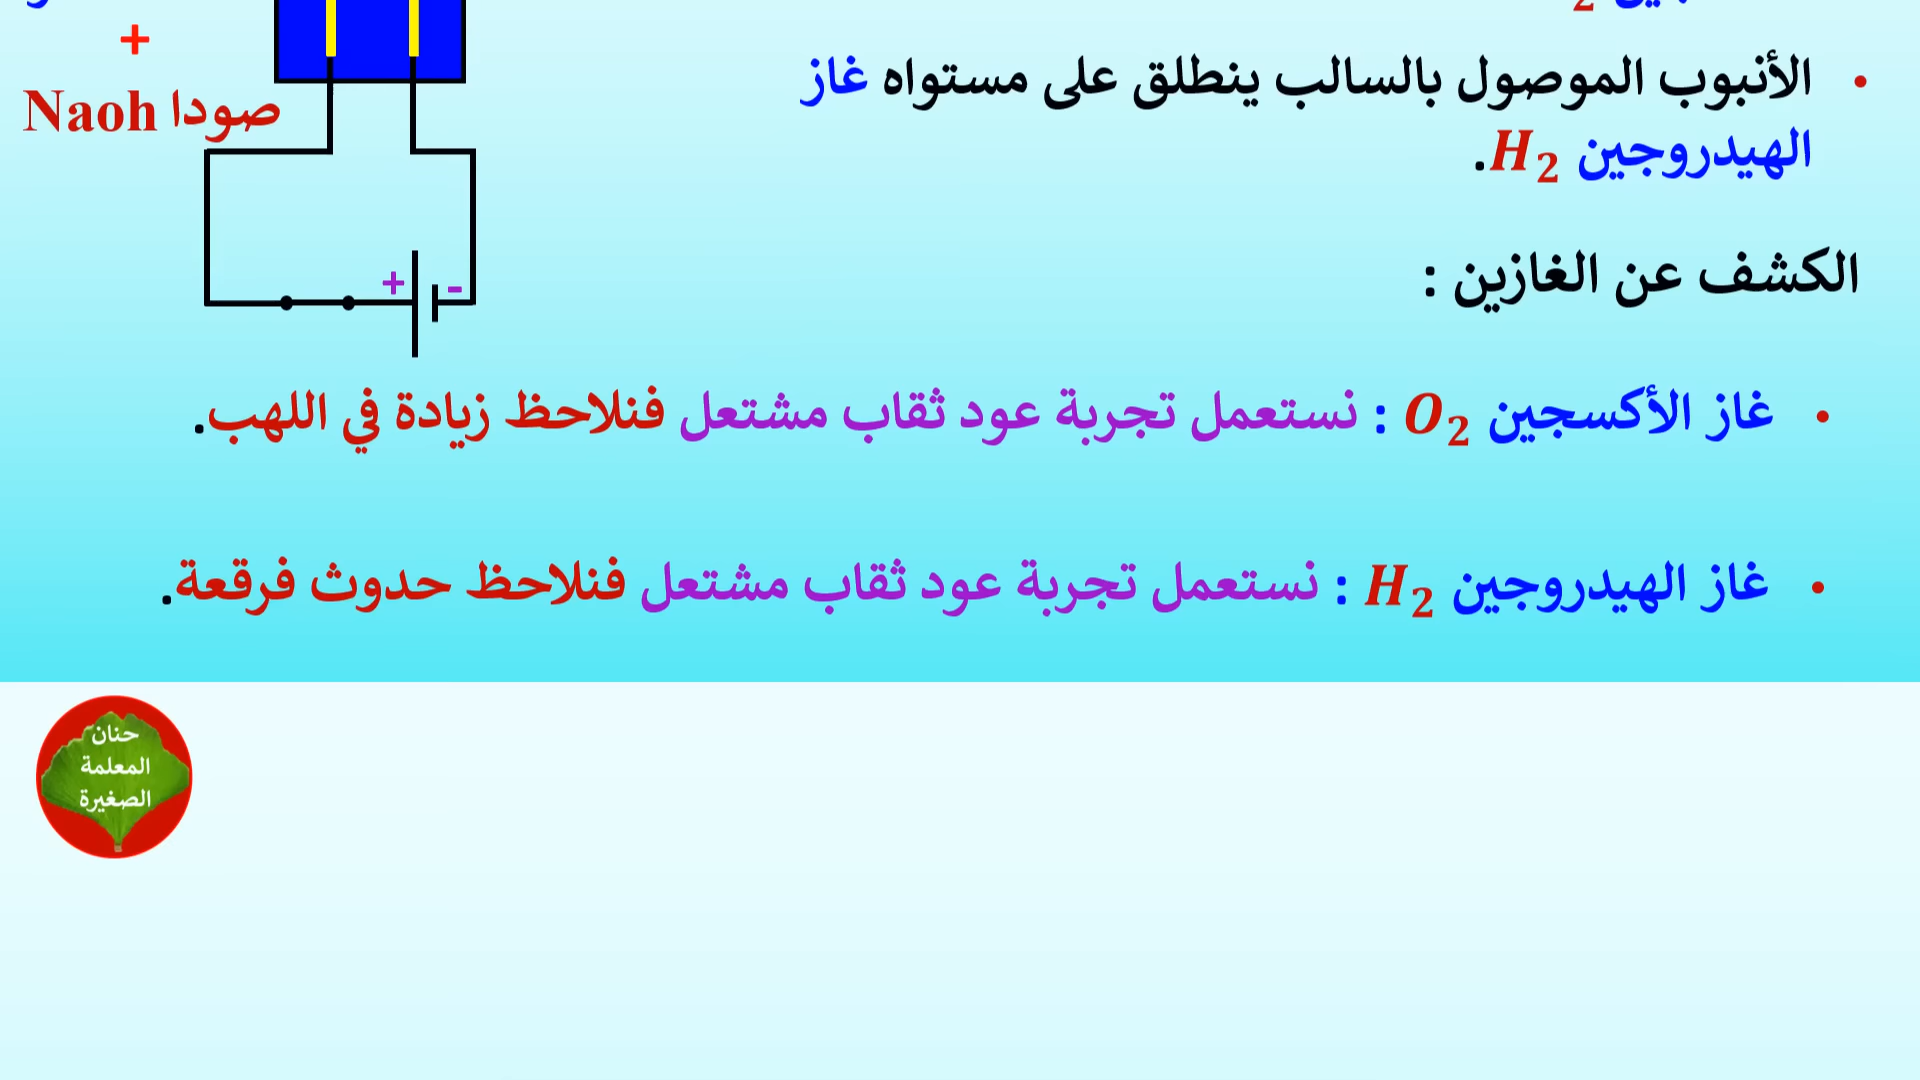 +
صودا Naoh
الأنبوب الموصول بالسالب ينطلق على مستواه غاز
الهيدروجين H2.
+ -
الكشف عن الغازين :
غاز الأكسجين O2 : نستعمل تجربة عود ثقاب مشتعل فنلاحظ زيادة في اللهب.
غاز الهيدروجين H2 : نستعمل تجربة عود ثقاب مشتعل فنلاحظ حدوث فرقعة.
حنان
المعلمة
الصغيرة